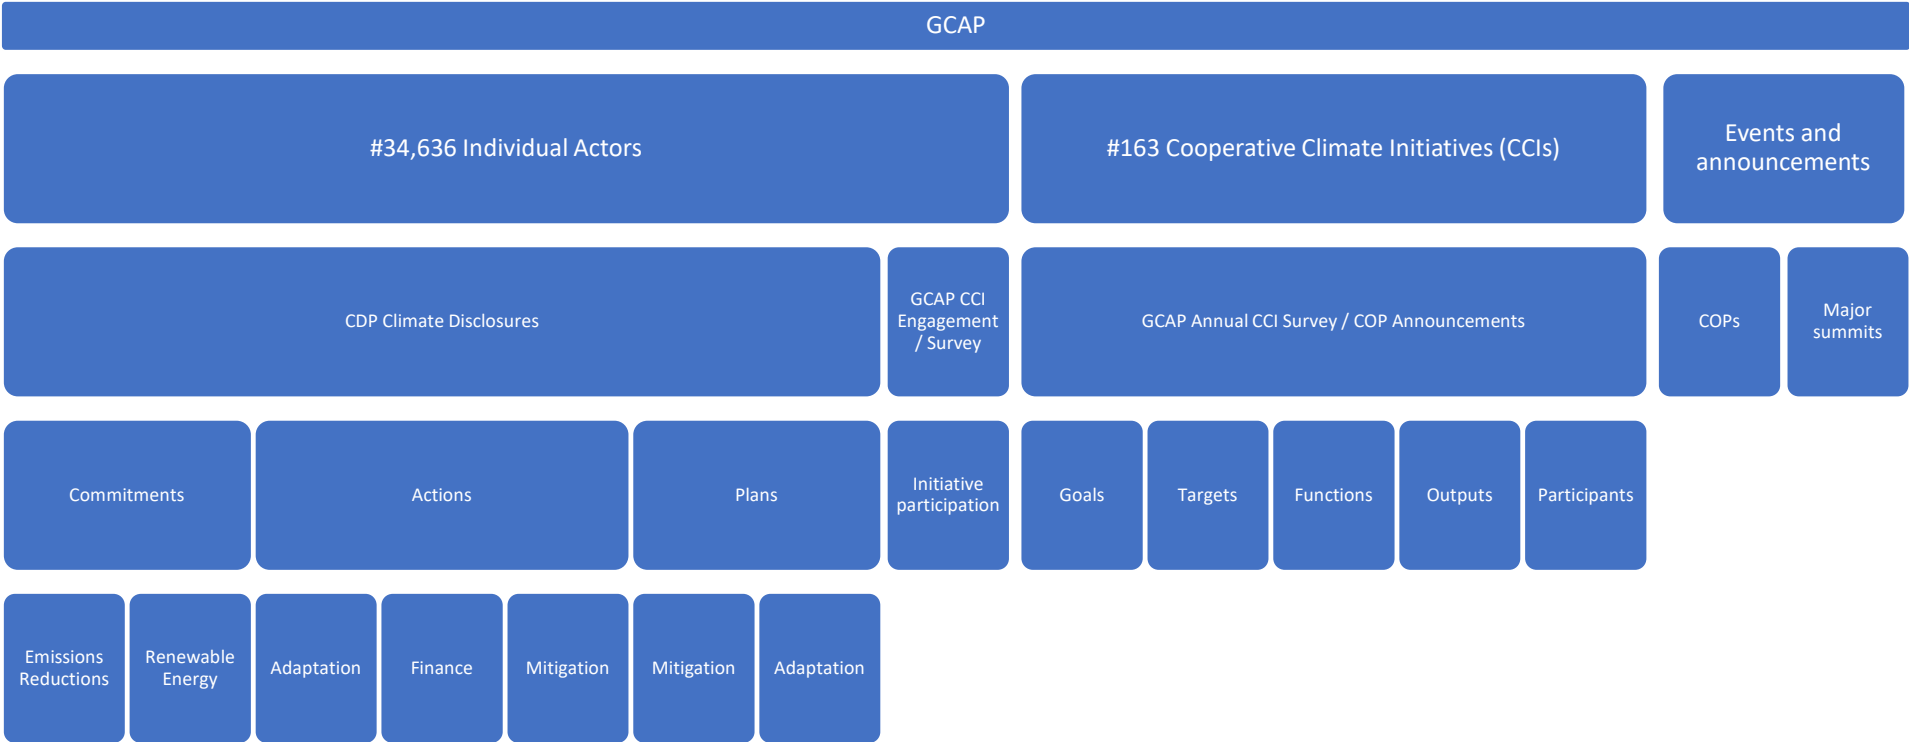 GCAP
#34,636 Individual Actors
#163 Cooperative Climate Initiatives (CCIs)
Events and
announcements
CDP Climate Disclosures
GCAP CCI
Engagement
/ Survey
GCAP Annual CCI Survey / COP Announcements
COPs
Major
summits
Commitments
Actions
Plans
Initiative
participation
Goals
Targets
Functions
Outputs
Participants
Emissions
Reductions
Renewable
Energy
Adaptation
Finance
Mitigation
Mitigation
Adaptation